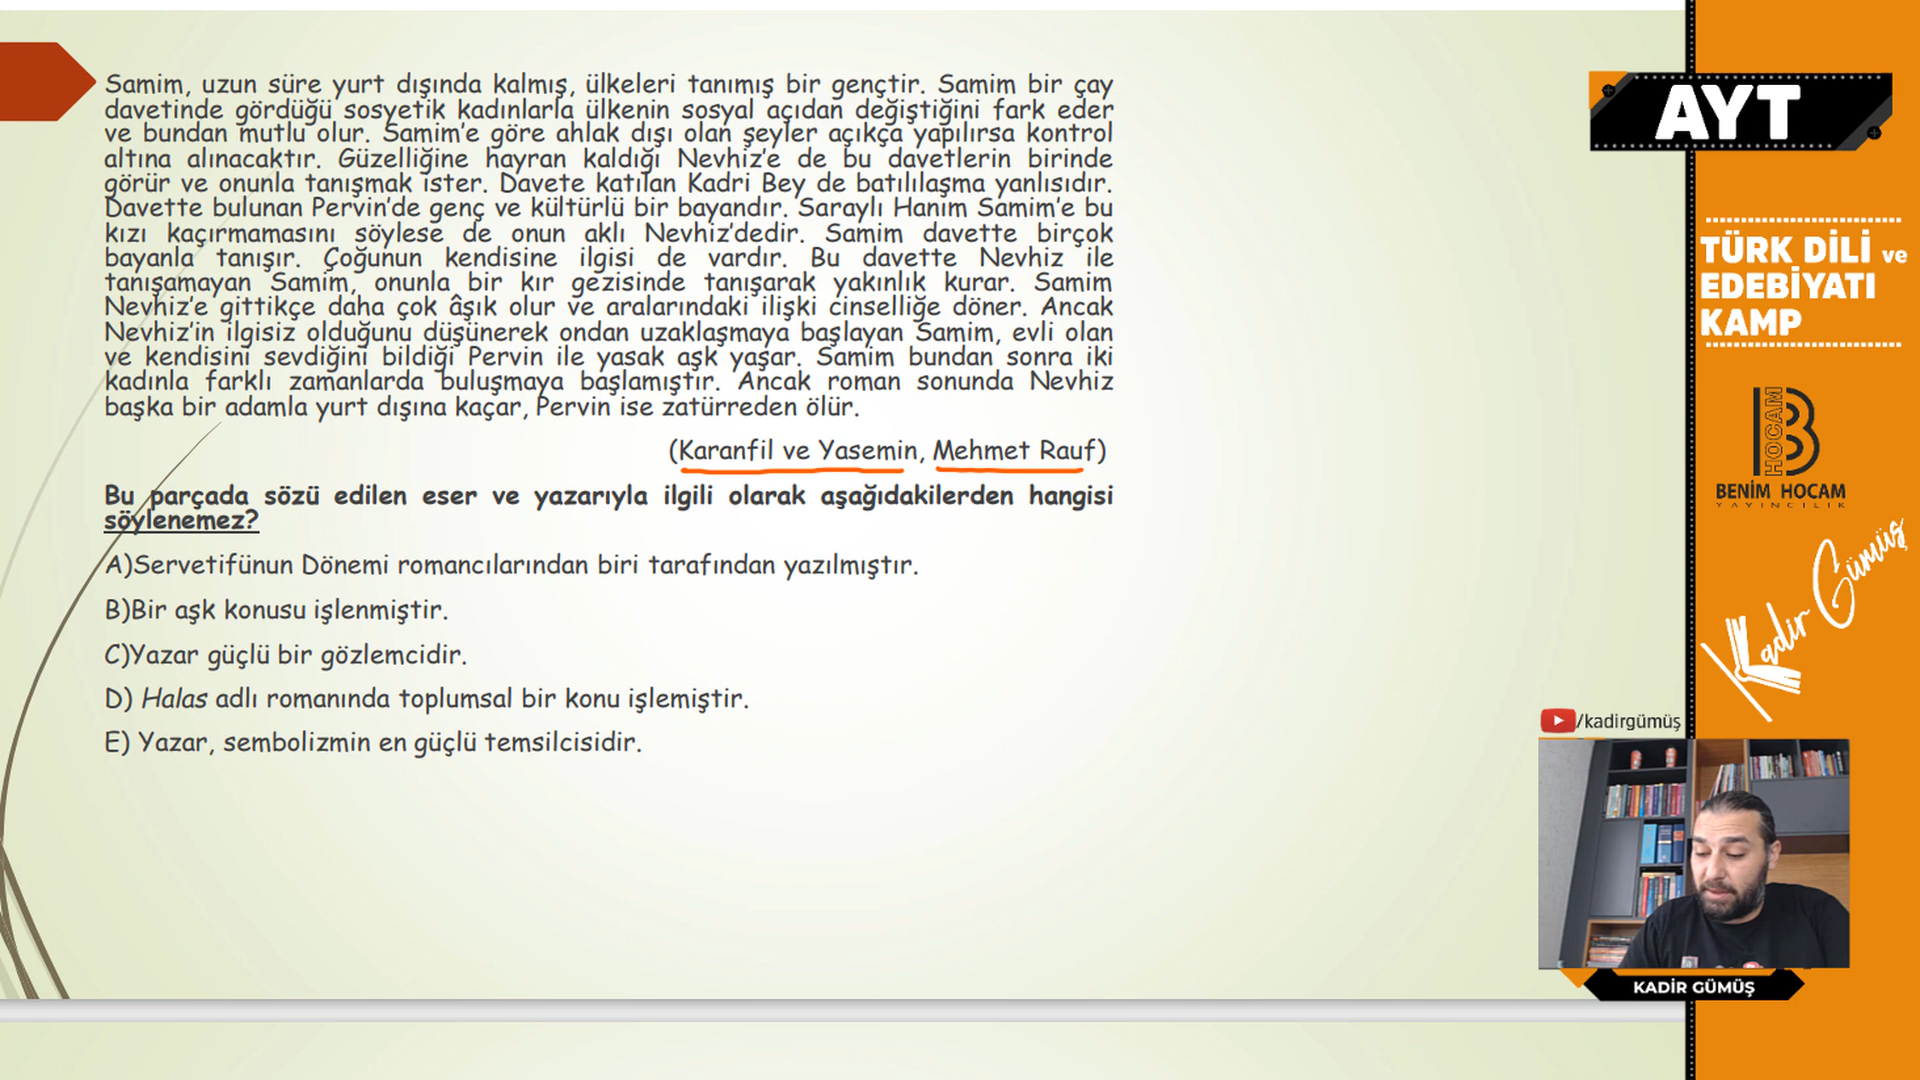 Samim, uzun süre yurt dışında kalmış, ülkeleri tanımış bir gençtir. Samim bir çay
davetinde gördüğü sosyetik kadınlarla ülkenin sosyal açıdan değiştiğini fark eder
ve bundan mutlu olur. Samim'e göre ahlak dışı olan şeyler açıkça yapılırsa kontrol
altına alınacaktır. Güzelliğine hayran kaldığı Nevhiz'e de bu davetlerin birinde
görür ve onunla tanışmak ister. Davete katılan Kadri Bey de batılılaşma yanlısıdır.
Davette bulunan Pervin'de genç ve kültürlü bir bayandır. Saraylı Hanım Samim'e bu
kızı kaçırmamasını söylese de onun aklı Nevhiz'dedir. Samim davette birçok
bayanla tanışır. Çoğunun kendisine ilgisi de vardır. Bu davette Nevhiz ile
tanışamayan Samim, onunla bir kır gezisinde tanışarak yakınlık kurar. Samim
Nevhiz'e gittikçe daha çok âşık olur ve aralarındaki ilişki cinselliğe döner. Ancak
Nevhiz'in ilgisiz olduğunu düşünerek ondan uzaklaşmaya başlayan Samim, evli olan
ve kendisini sevdiğini bildiği Pervin ile yasak aşk yaşar. Samim bundan sonra iki
kadınla farklı zamanlarda buluşmaya başlamıştır. Ancak roman sonunda Nevhiz
başka bir adamla yurt dışına kaçar, Pervin ise zatürreden ölür.
(Karanfil ve Yasemin, Mehmet Rauf)
Bu parçada sözü edilen eser ve yazarıyla ilgili olarak aşağıdakilerden hangisi
söylenemez?
A)Servetifünun Dönemi romancılarından biri tarafından yazılmıştır.
B)Bir aşk konusu işlenmiştir.
C)Yazar güçlü bir gözlemcidir.
D) Halas adlı romanında toplumsal bir konu işlemiştir.
E) Yazar, sembolizmin en güçlü temsilcisidir.
AYT
TÜRK DİLİ ve
EDEBİYATI
KAMP
HOCAM
BENİM HOCAM
YAYINCILIK
Kadir Gümüş
/kadirgümüş
KADİR GÜMÜŞ